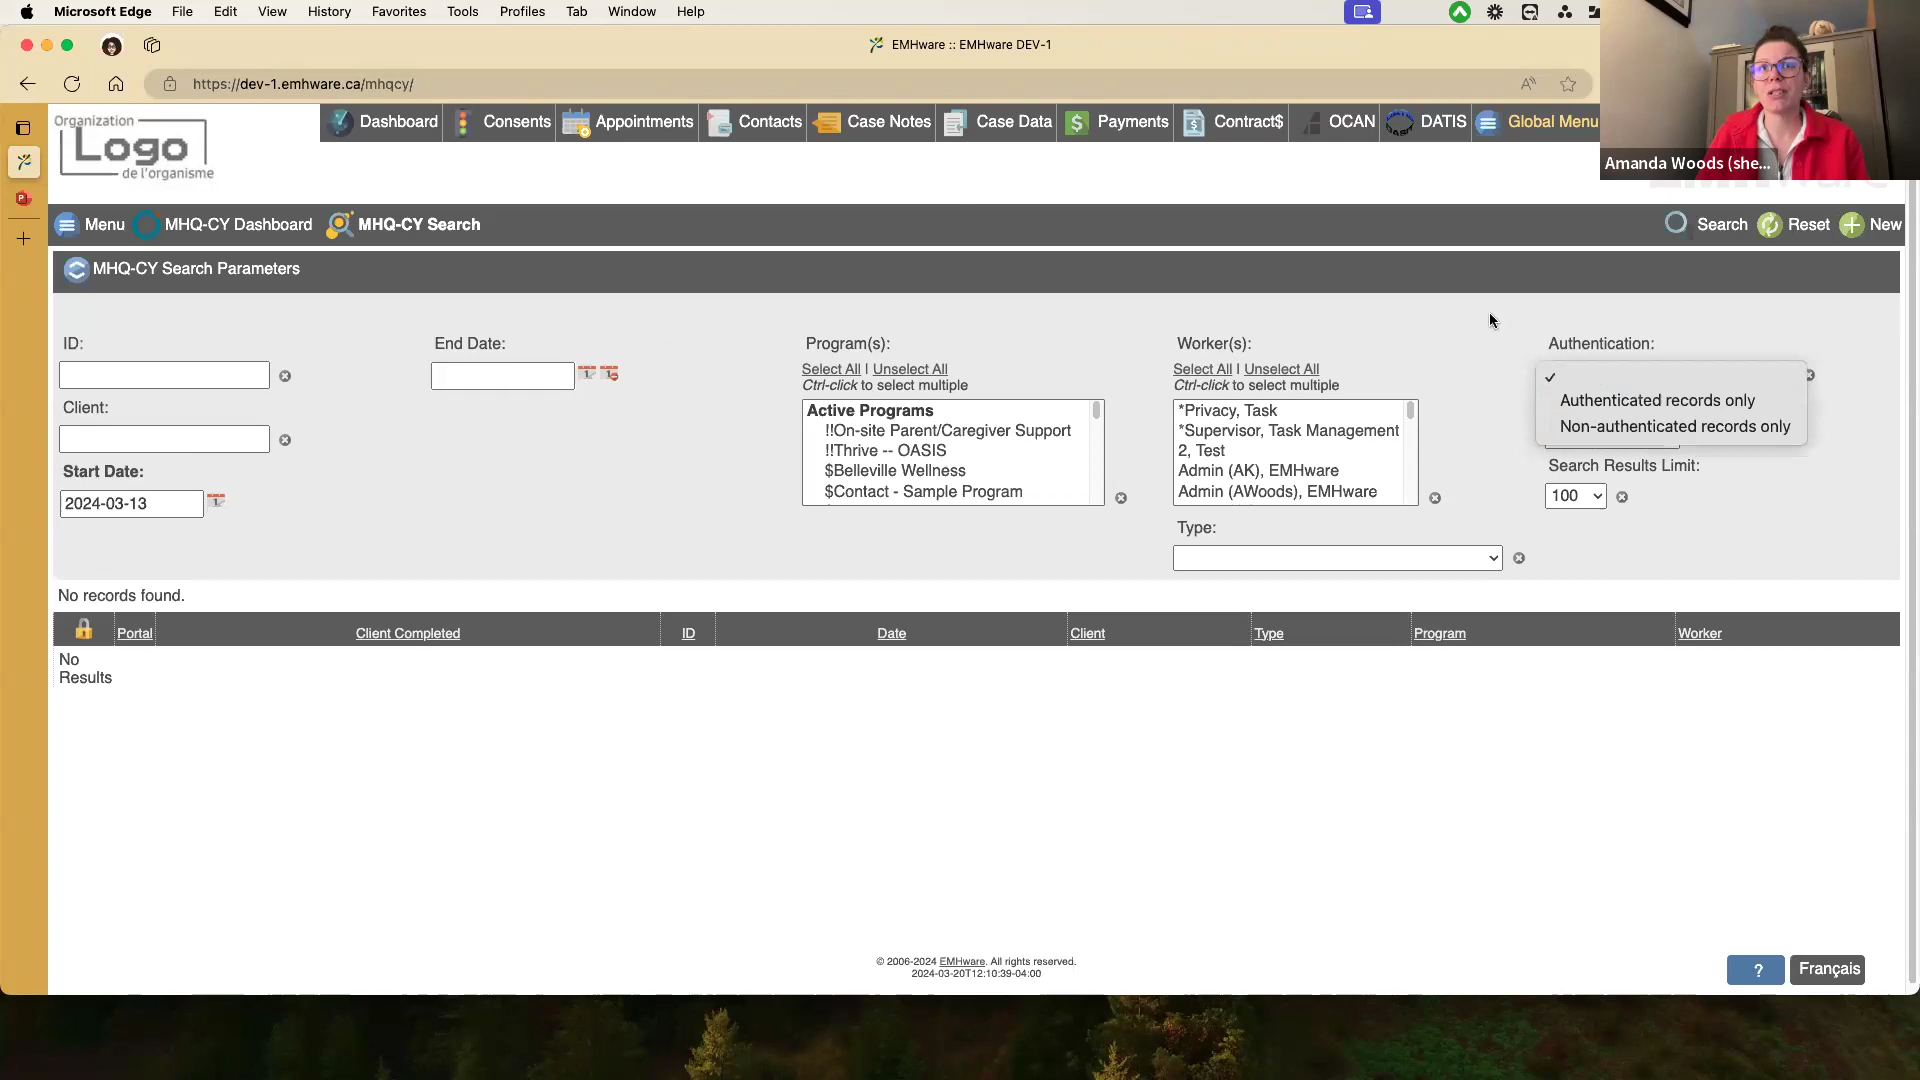 Microsoft Edge File Edit View History Favorites Tools Profiles Tab Window Help
EMHware :: EMHware DEV-1
https://dev-1.emhware.ca/mhqcy/
Organization
Logo
de l'organisme
Dashboard Consents Appointments Contacts Case Notes Case Data Payments Contract$ OCAN DATIS Global Menu
Amanda Woods (she...
Menu MHQ-CY Dashboard MHQ-CY Search Search Reset New
MHQ-CY Search Parameters
ID: End Date: Program(s): Worker(s): Authentication:
Select All | Unselect All Select All | Unselect All
Ctrl-click to select multiple Ctrl-click to select multiple
Authenticated records only
Non-authenticated records only
Client:
Active Programs
!!On-site Parent/Caregiver Support
!!Thrive -- OASIS
$Belleville Wellness
$Contact - Sample Program
*Privacy, Task
*Supervisor, Task Management
2, Test
Admin (AK), EMHware
Admin (AWoods), EMHware
Start Date:
2024-03-13
Search Results Limit:
100
Type:
No records found.
Portal Client Completed ID Date Client Type Program Worker
No
Results
© 2006-2024 EMHware. All rights reserved.
2024-03-20T12:10:39-04:00
? Français